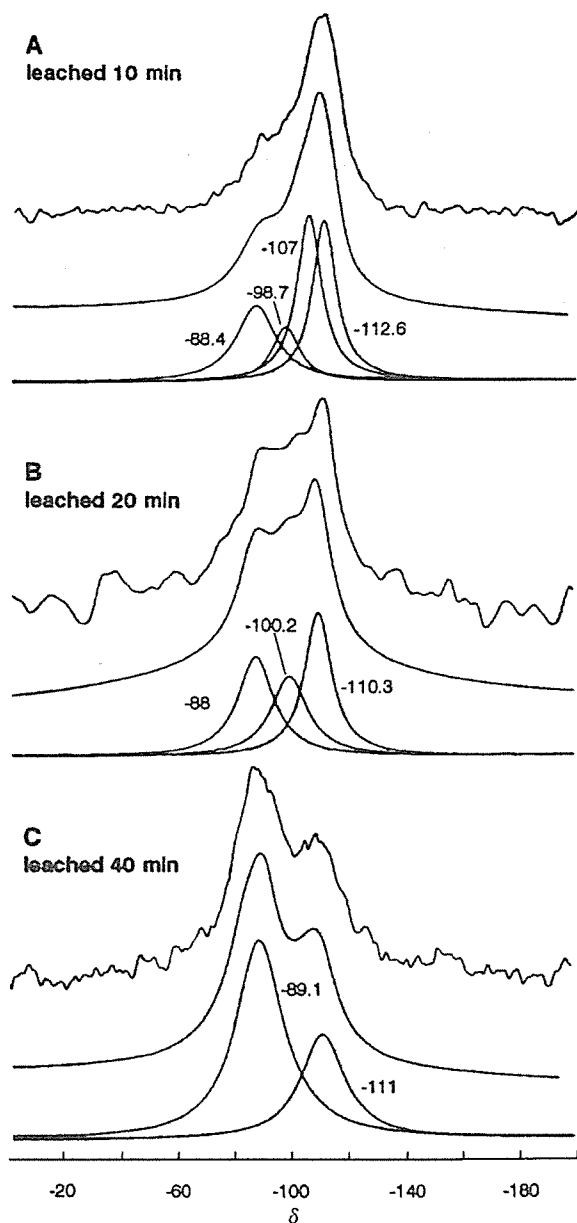 A
leached 10 min
-107
-98.7
-88.4
-112.6
B
leached 20 min
-100.2
-88
-110.3
C
leached 40 min
-89.1
-111
-20
-60
-100
-140
-180
δ